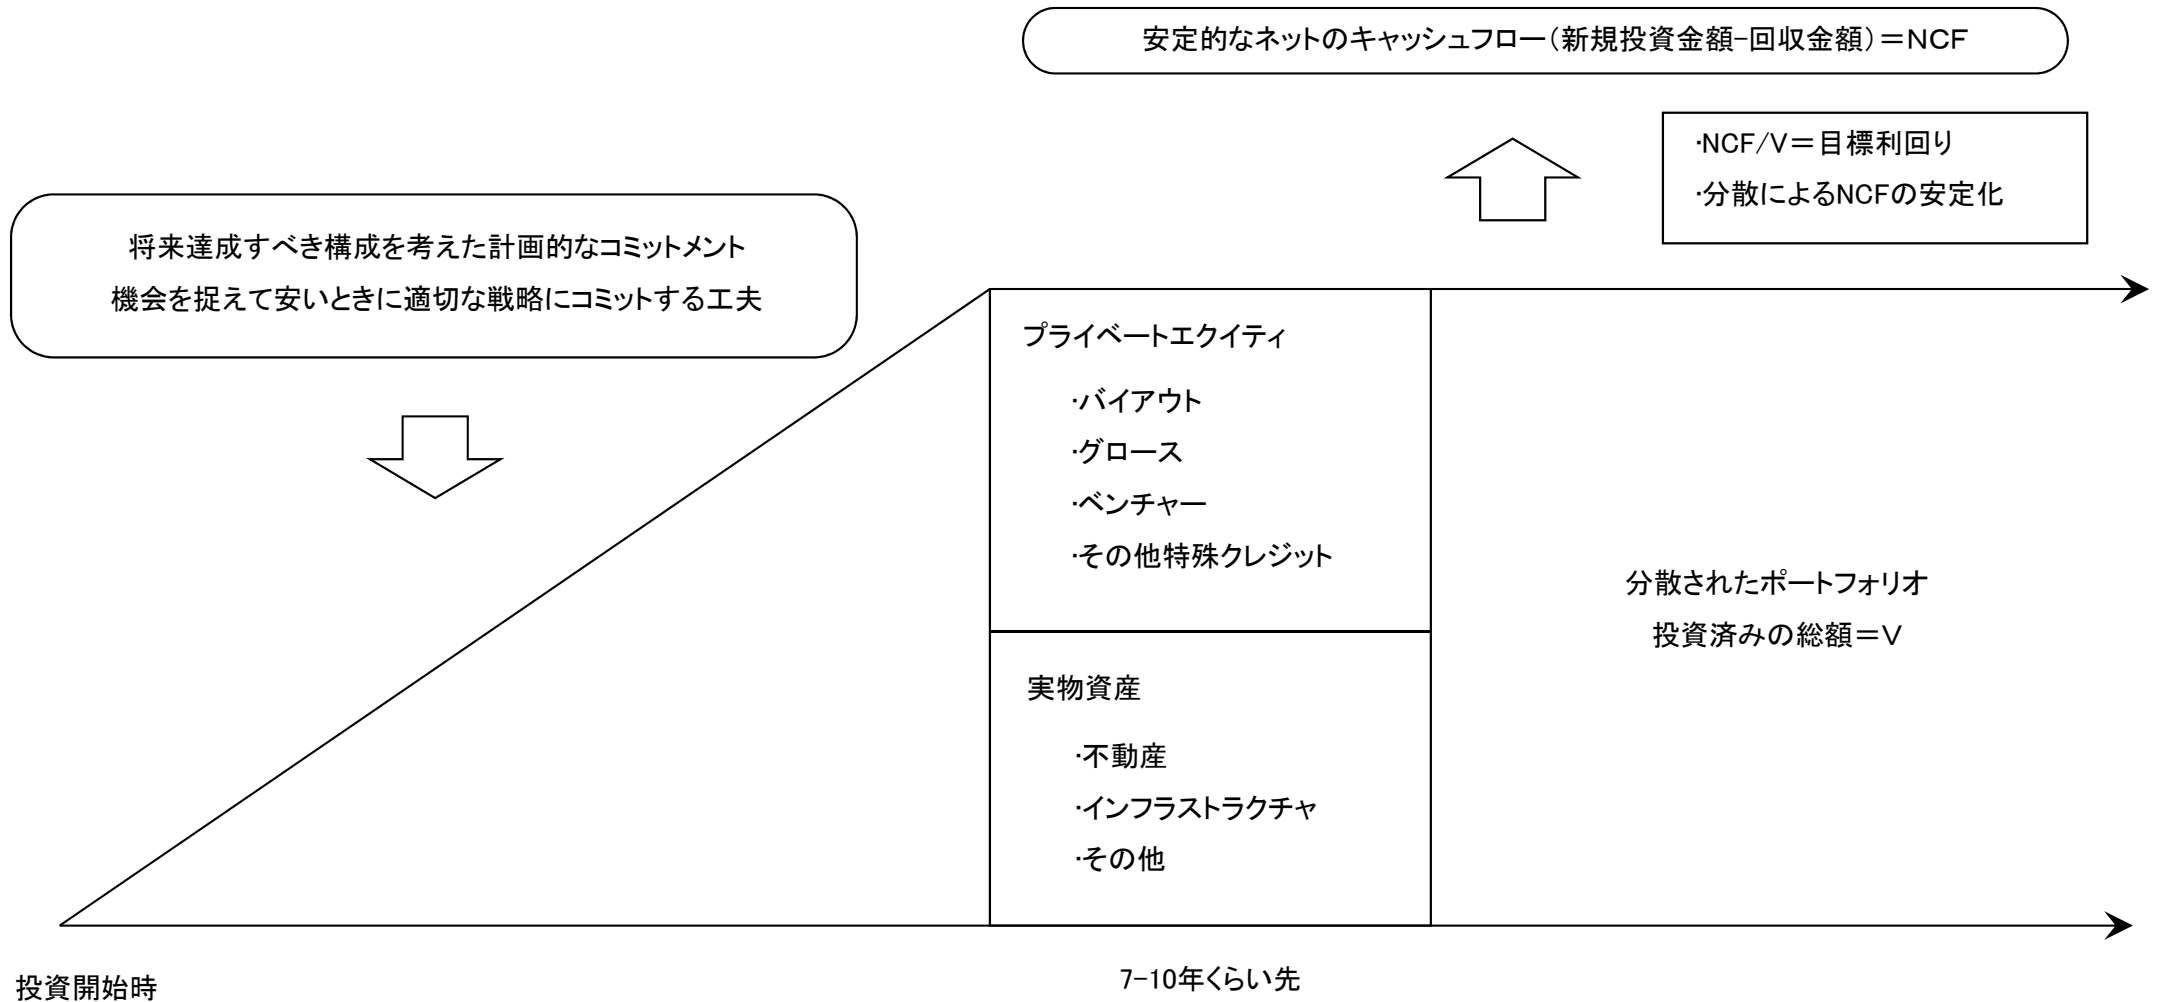 安定的なネットのキャッシュフロー（新規投資金額-回収金額）＝NCF
・NCF/V＝目標利回り
・分散によるNCFの安定化
将来達成すべき構成を考えた計画的なコミットメント
機会を捉えて安いときに適切な戦略にコミットする工夫
プライベートエクイティ
・バイアウト
・グロース
・ベンチャー
・その他特殊クレジット
分散されたポートフォリオ
投資済みの総額＝V
実物資産
・不動産
・インフラストラクチャ
・その他
投資開始時
7-10年くらい先